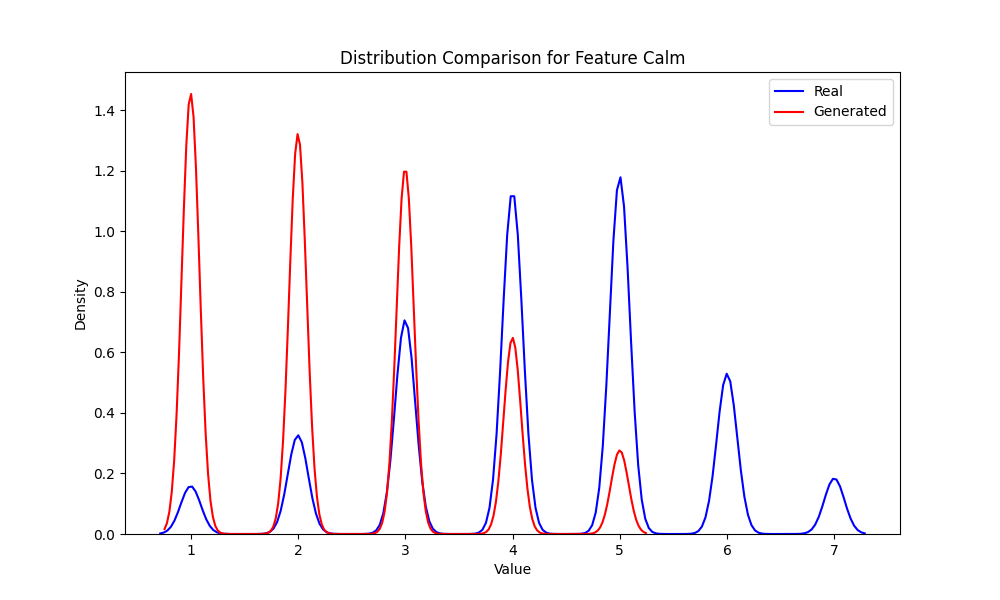 Distribution Comparison for Feature Calm
Real
Generated
Density
1.4
1.2
1.0
0.8
0.6
0.4
0.2
0.0
1 2 3 4 5 6 7
Value